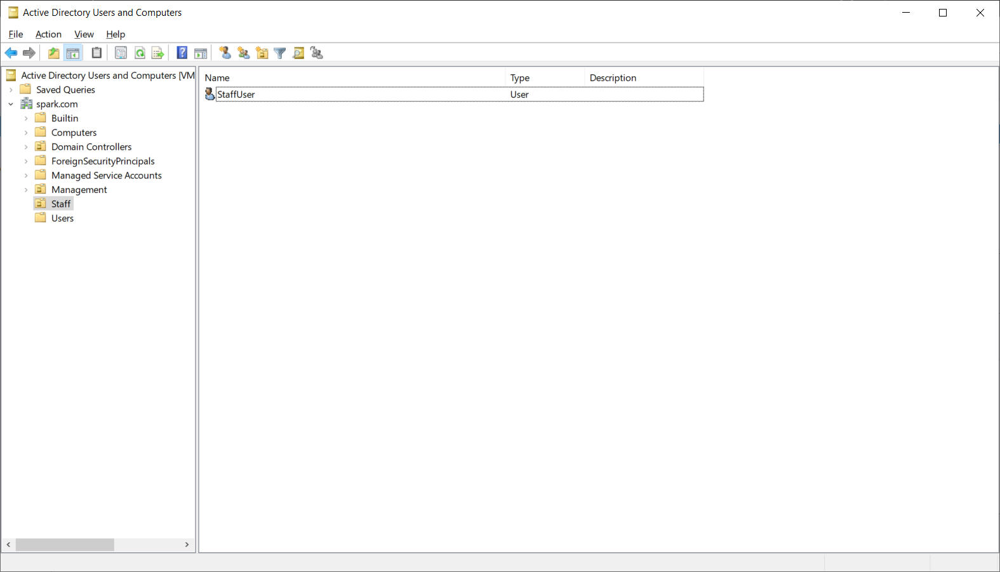 Active Directory Users and Computers
File Action View Help
Active Directory Users and Computers [VM
Saved Queries
spark.com
Builtin
Computers
Domain Controllers
ForeignSecurityPrincipals
Managed Service Accounts
Management
Staff
Users
Name Type Description
StaffUser User